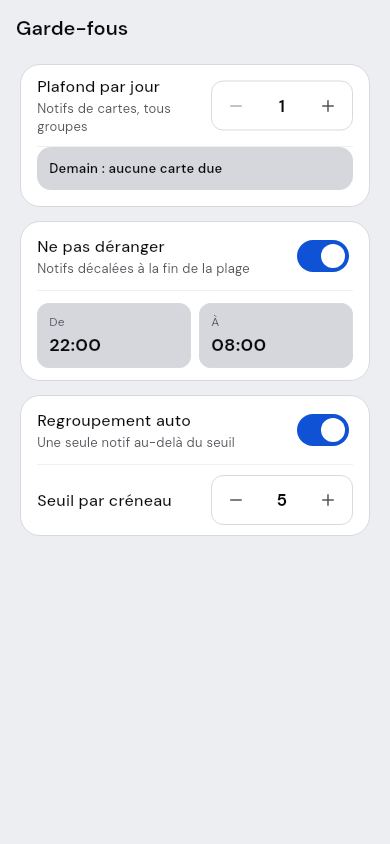 Garde-fous
Plafond par jour
Notifs de cartes, tous
groupes
− 1 +
Demain : aucune carte due
Ne pas déranger
Notifs décalées à la fin de la plage
De
22:00
À
08:00
Regroupement auto
Une seule notif au-delà du seuil
Seuil par créneau
− 5 +